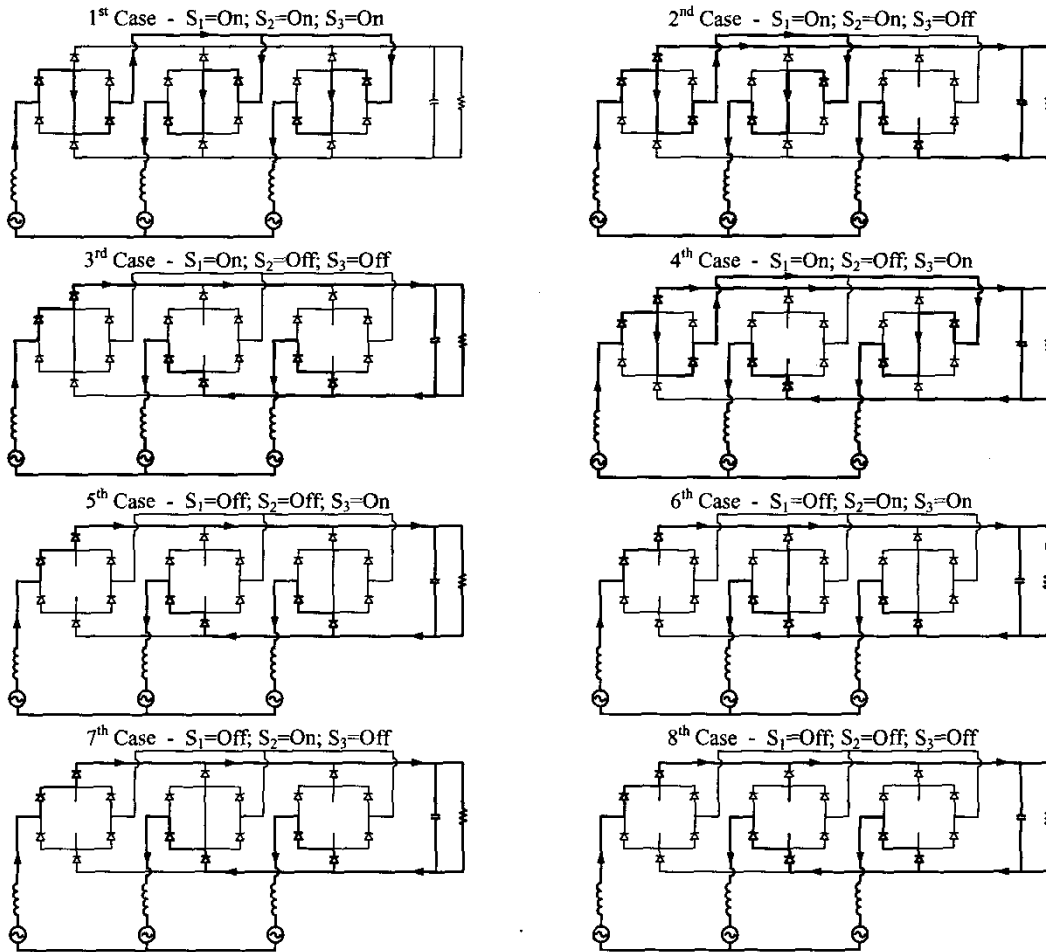 1st Case - S₁=On; S₂=On; S₃=On
2nd Case - S₁=On; S₂=On; S₃=Off
3rd Case - S₁=On; S₂=Off; S₃=Off
4th Case - S₁=On; S₂=Off; S₃=On
5th Case - S₁=Off; S₂=Off; S₃=On
6th Case - S₁=Off; S₂=On; S₃=On
7th Case - S₁=Off; S₂=On; S₃=Off
8th Case - S₁=Off; S₂=Off; S₃=Off